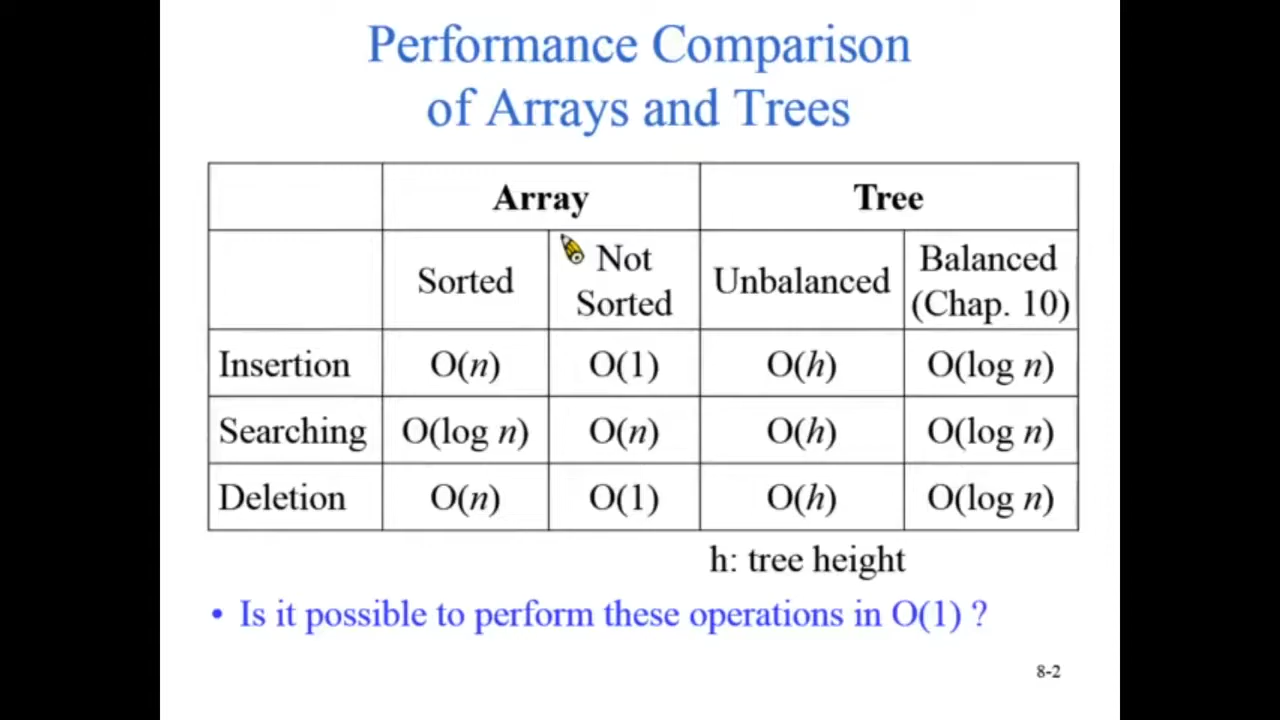 Performance Comparison
of Arrays and Trees
Array Tree
Sorted Not Sorted Unbalanced Balanced (Chap. 10)
Insertion O(n) O(1) O(h) O(log n)
Searching O(log n) O(n) O(h) O(log n)
Deletion O(n) O(1) O(h) O(log n)
h: tree height
• Is it possible to perform these operations in O(1) ?
8-2